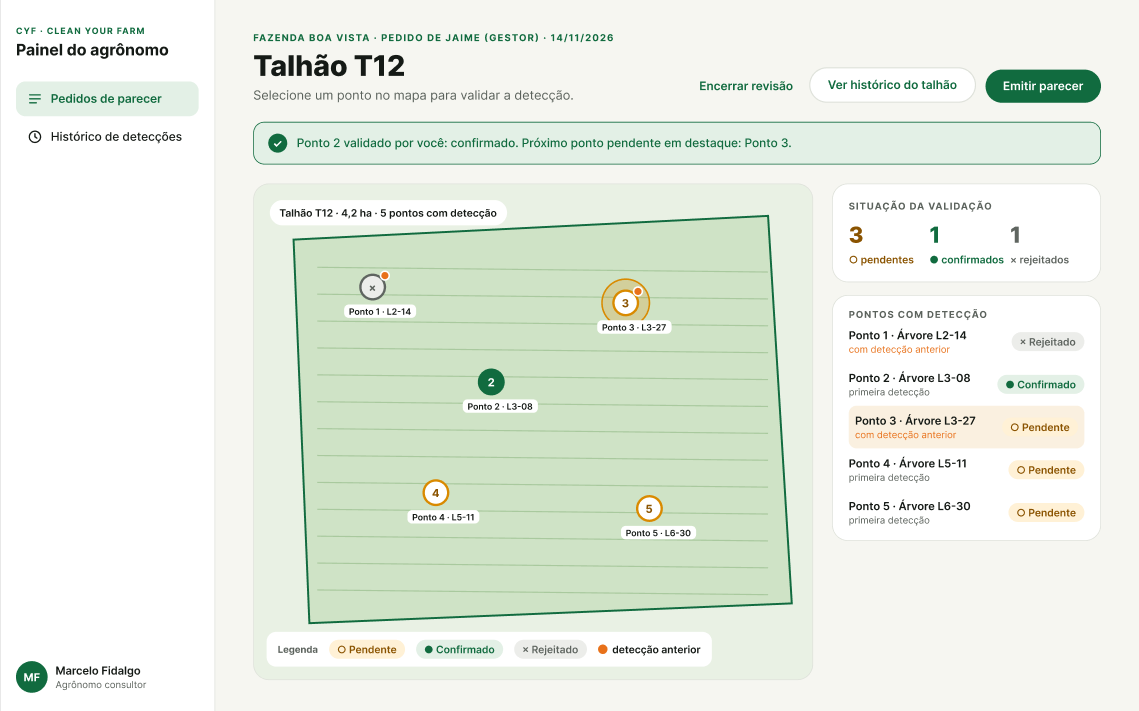 CYF · CLEAN YOUR FARM
Painel do agrônomo
Pedidos de parecer
Histórico de detecções
MF
Marcelo Fidalgo
Agrônomo consultor
FAZENDA BOA VISTA · PEDIDO DE JAIME (GESTOR) · 14/11/2026
Talhão T12
Selecione um ponto no mapa para validar a detecção.
Encerrar revisão
Ver histórico do talhão
Emitir parecer
Ponto 2 validado por você: confirmado. Próximo ponto pendente em destaque: Ponto 3.
Talhão T12 · 4,2 ha · 5 pontos com detecção
×
Ponto 1 · L2-14
3
Ponto 3 · L3-27
2
Ponto 2 · L3-08
4
Ponto 4 · L5-11
5
Ponto 5 · L6-30
Legenda
Pendente
Confirmado
× Rejeitado
detecção anterior
SITUAÇÃO DA VALIDAÇÃO
3 1 1
pendentes confirmados × rejeitados
PONTOS COM DETECÇÃO
Ponto 1 · Árvore L2-14
com detecção anterior
× Rejeitado
Ponto 2 · Árvore L3-08
primeira detecção
Confirmado
Ponto 3 · Árvore L3-27
com detecção anterior
Pendente
Ponto 4 · Árvore L5-11
primeira detecção
Pendente
Ponto 5 · Árvore L6-30
primeira detecção
Pendente